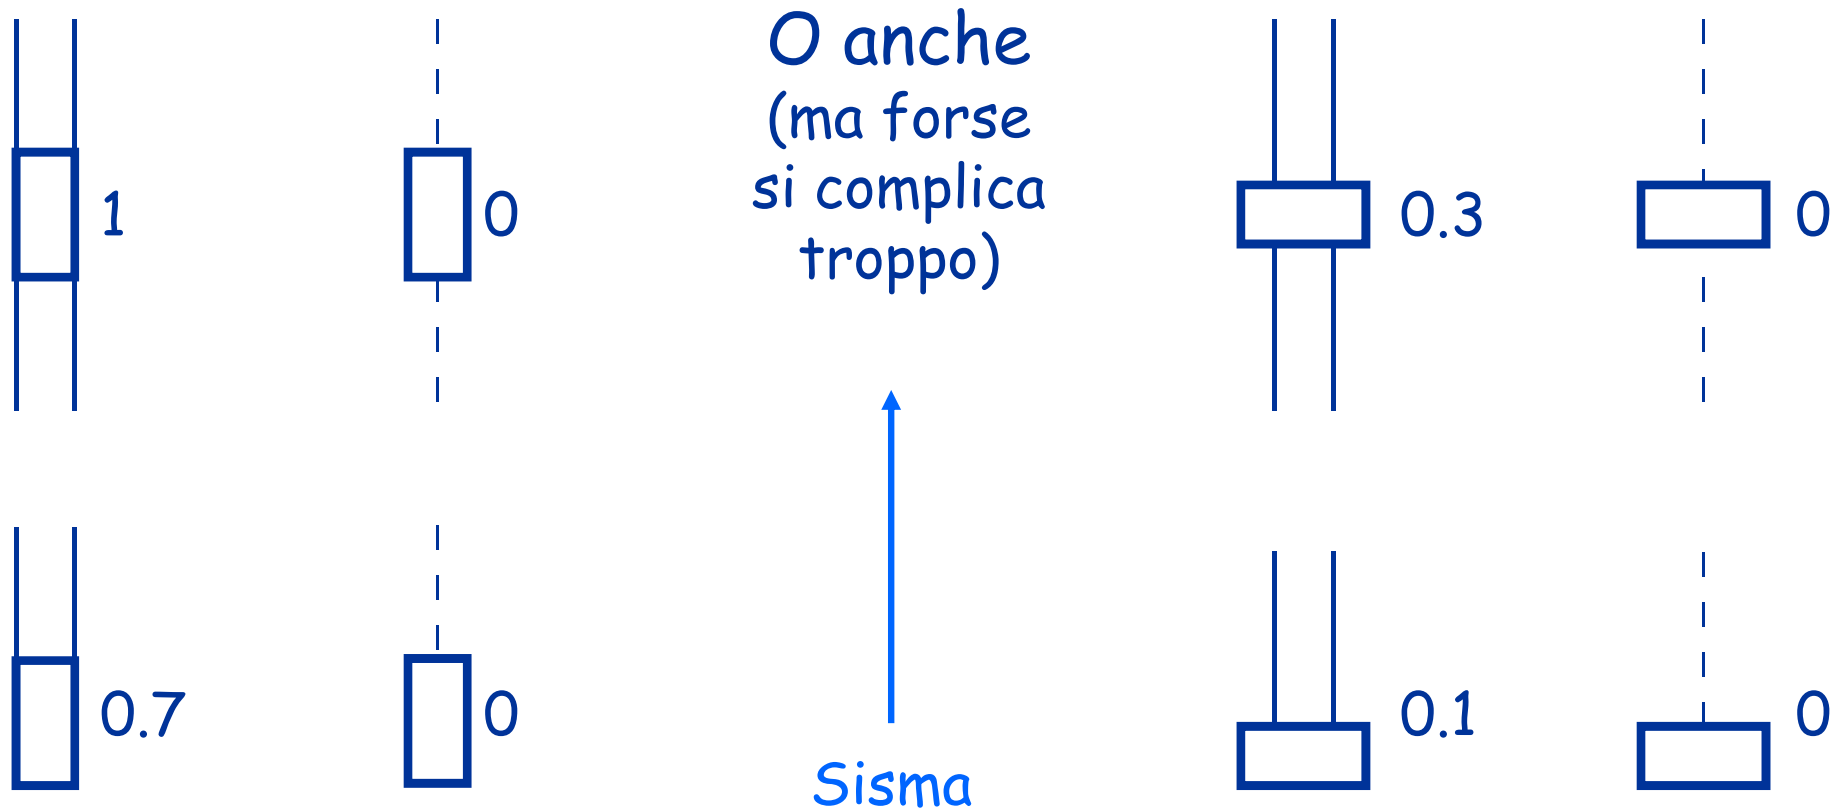 O anche
(ma forse
si complica
troppo)
1
0
0.3
0
0.7
0
0.1
0
Sisma